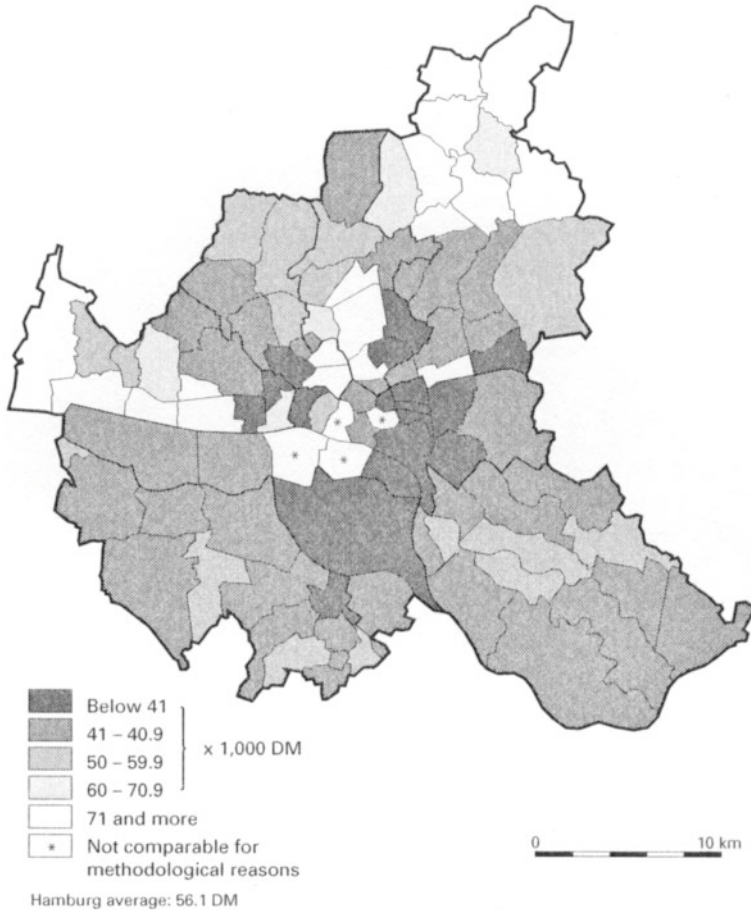 Below 41
41 – 40.9
50 – 59.9
60 – 70.9
x 1,000 DM
71 and more
* Not comparable for
methodological reasons
0 10 km
Hamburg average: 56.1 DM
* * * *